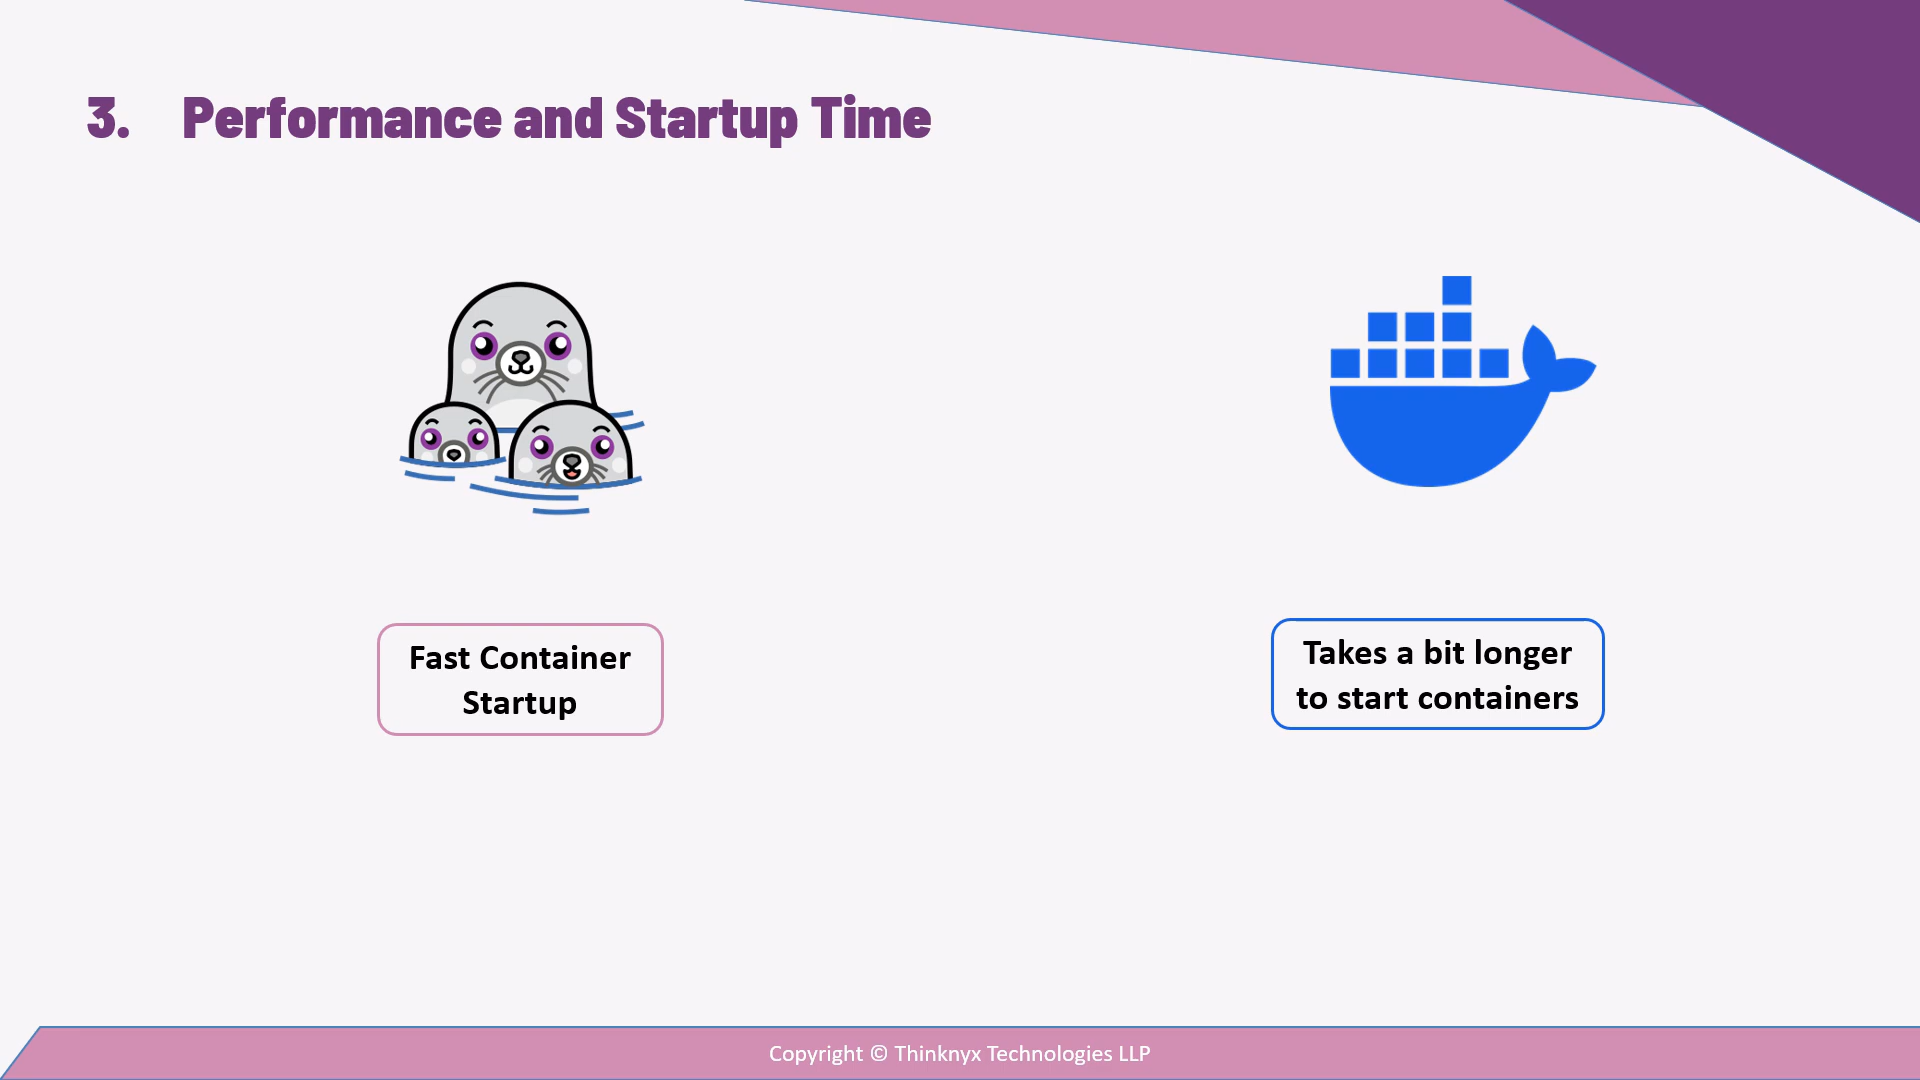 3. Performance and Startup Time
Fast Container
Startup
Takes a bit longer
to start containers
Copyright © Thinknyx Technologies LLP